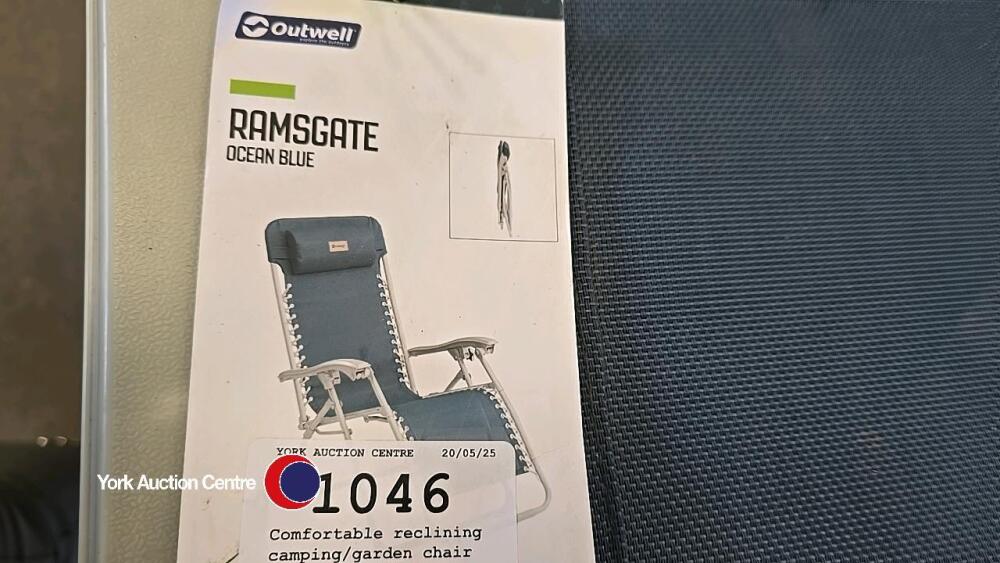 Outwell
RAMSGATE
OCEAN BLUE
YORK AUCTION CENTRE 20/05/25
York Auction Centre
1046
Comfortable reclining
camping/garden chair